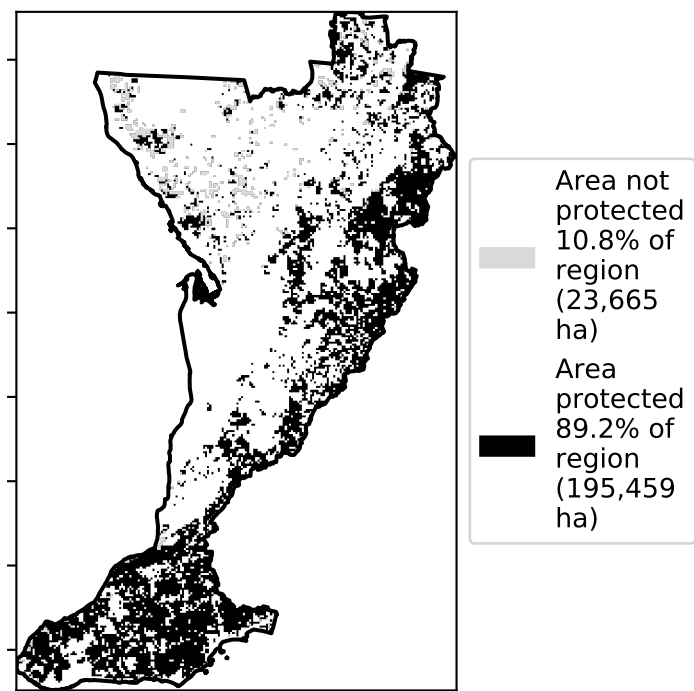 Area not
protected
10.8% of
region
(23,665
ha)
Area
protected
89.2% of
region
(195,459
ha)